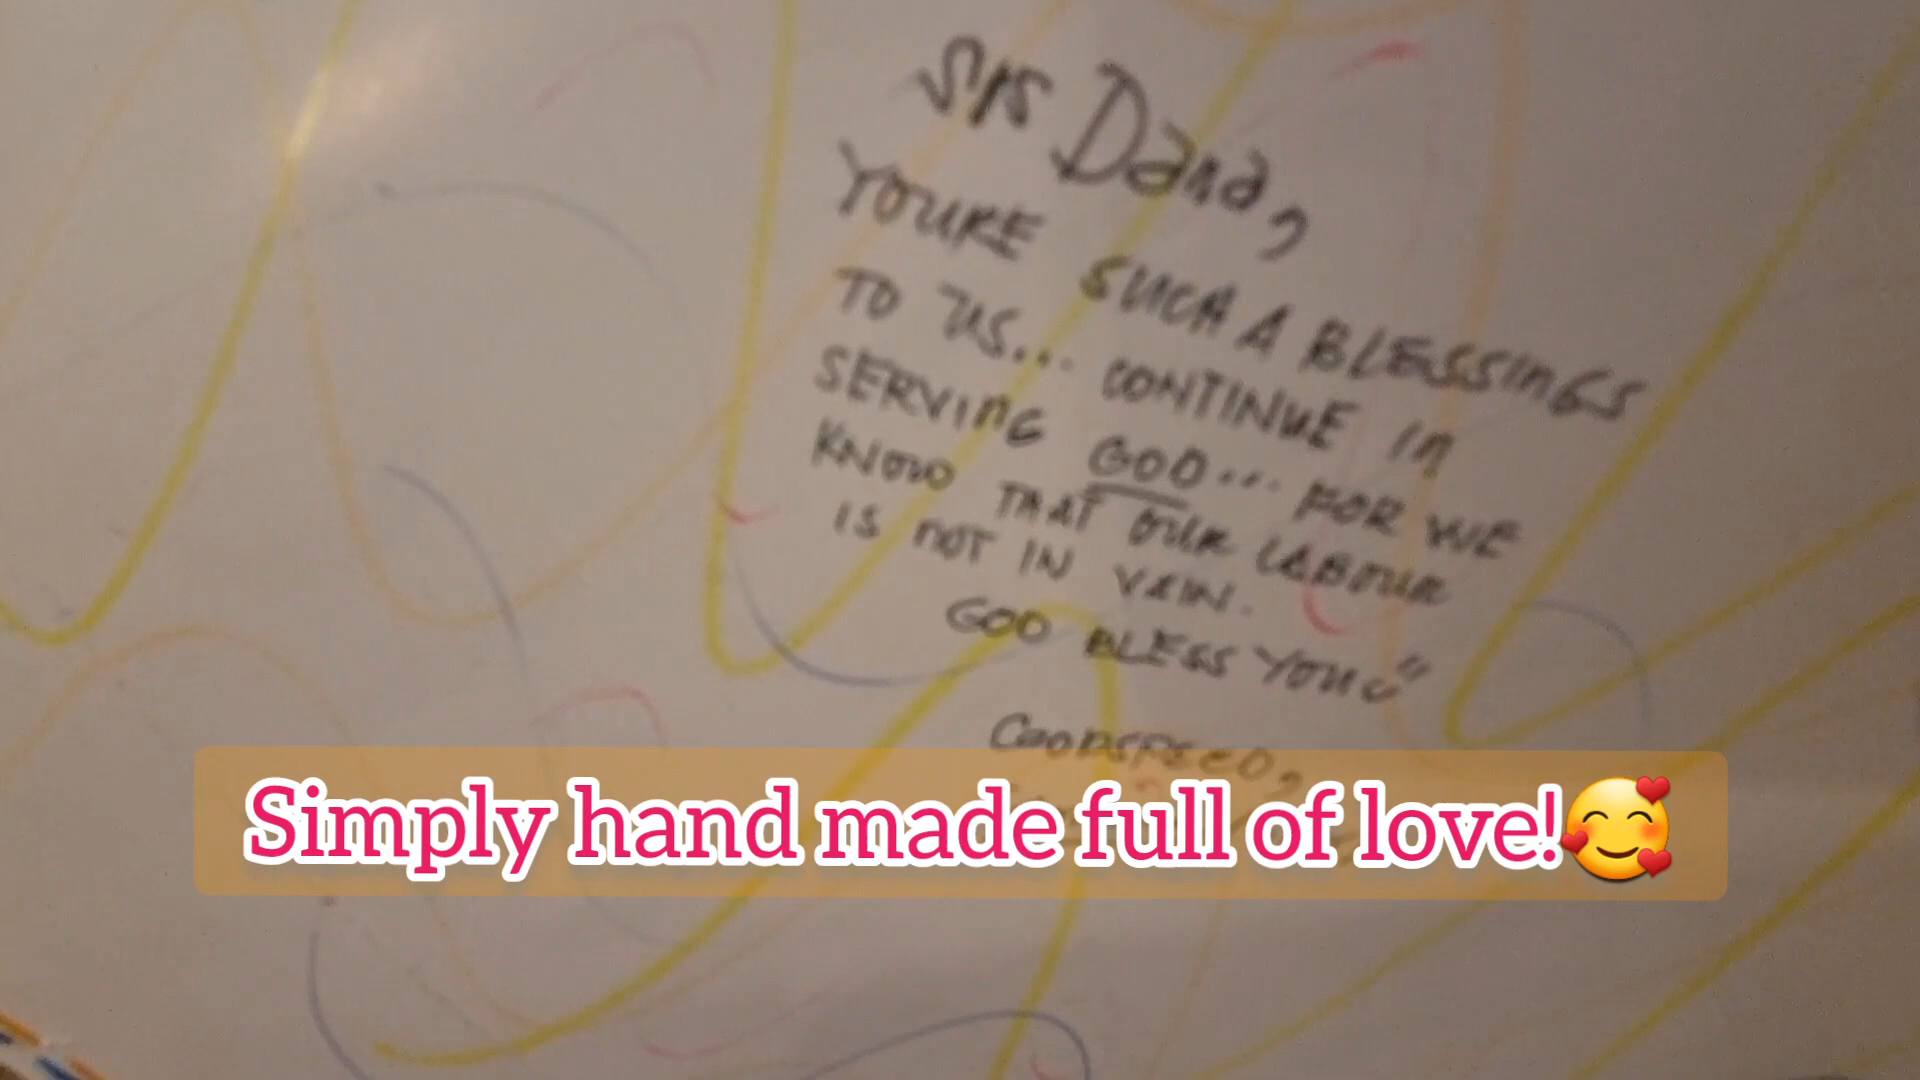 SIS Dana,
YOURE SUCH A BLESSINGS
TO US... CONTINUE IN
SERVING GOD... FOR WE
KNOW THAT OUR LABOUR
IS NOT IN VAIN.
GOD BLESS YOU
GODSPEED,
Simply hand made full of love!🥰